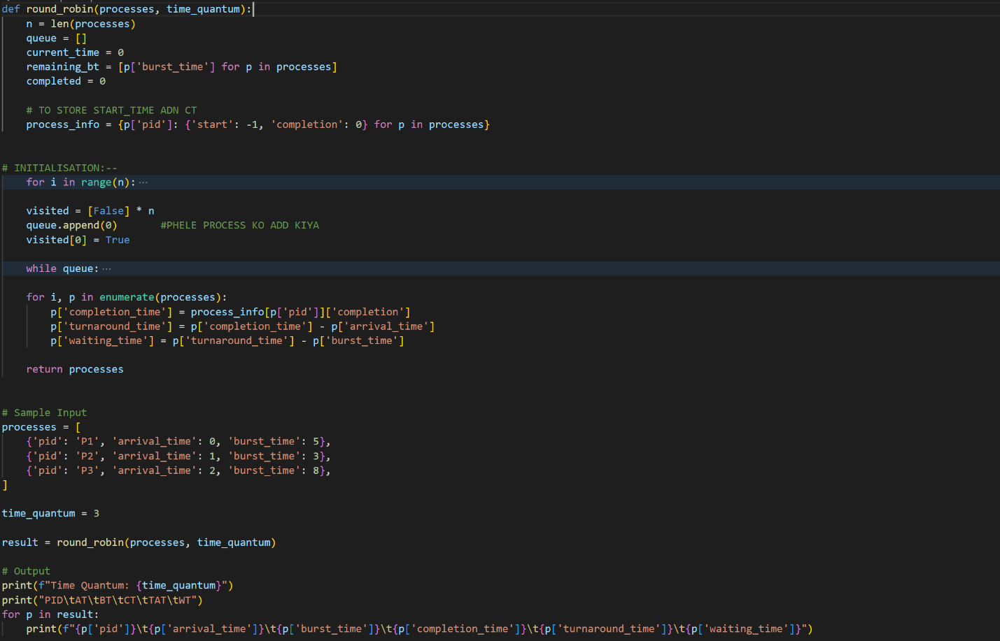 def round_robin(processes, time_quantum):
    n = len(processes)
    queue = []
    current_time = 0
    remaining_bt = [p['burst_time'] for p in processes]
    completed = 0
    # TO STORE START_TIME ADN CT
    process_info = {p['pid']: {'start': -1, 'completion': 0} for p in processes}
# INITIALISATION:--
    for i in range(n): ...
    visited = [False] * n
    queue.append(0)       #PHELE PROCESS KO ADD KIYA
    visited[0] = True
    while queue: ...
    for i, p in enumerate(processes):
        p['completion_time'] = process_info[p['pid']]['completion']
        p['turnaround_time'] = p['completion_time'] - p['arrival_time']
        p['waiting_time'] = p['turnaround_time'] - p['burst_time']
    return processes
# Sample Input
processes = [
    {'pid': 'P1', 'arrival_time': 0, 'burst_time': 5},
    {'pid': 'P2', 'arrival_time': 1, 'burst_time': 3},
    {'pid': 'P3', 'arrival_time': 2, 'burst_time': 8},
]
time_quantum = 3
result = round_robin(processes, time_quantum)
# Output
print(f"Time Quantum: {time_quantum}")
print("PID\tAT\tBT\tCT\tTAT\tWT")
for p in result:
    print(f"{p['pid']}\t{p['arrival_time']}\t{p['burst_time']}\t{p['completion_time']}\t{p['turnaround_time']}\t{p['waiting_time']}")